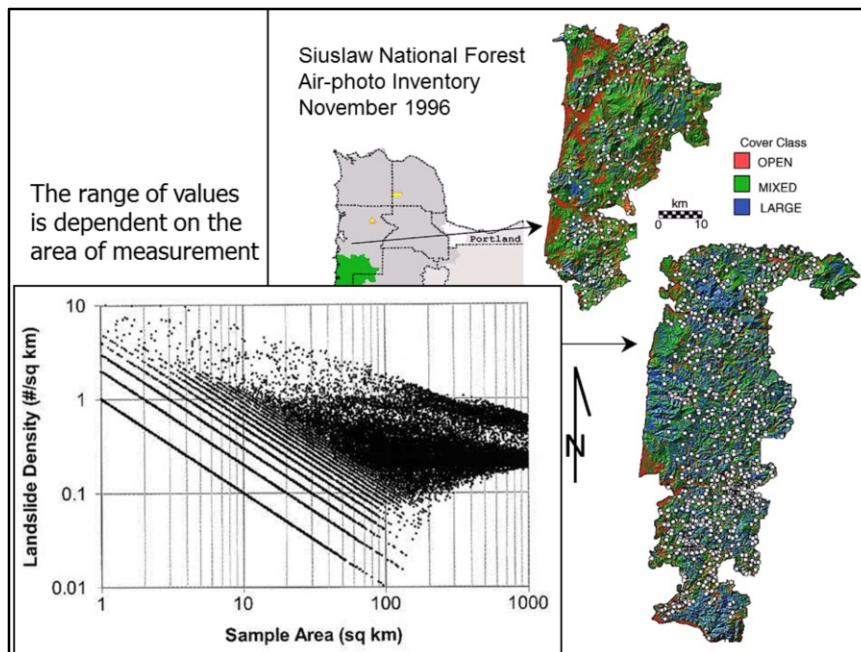 Siuslaw National Forest
Air-photo Inventory
November 1996
The range of values
is dependent on the
area of measurement
Portland
Cover Class
OPEN
MIXED
LARGE
km
0 10
N
Landslide Density (#/sq km)
10
1
0.1
0.01
1 10 100 1000
Sample Area (sq km)